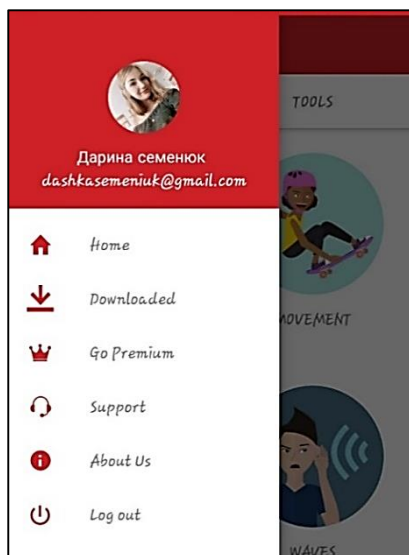 Дарина семенюк
dashkasemeniuk@gmail.com
Home
Downloaded
Go Premium
Support
About Us
Log out
TOOLS
MOVEMENT
WAVES